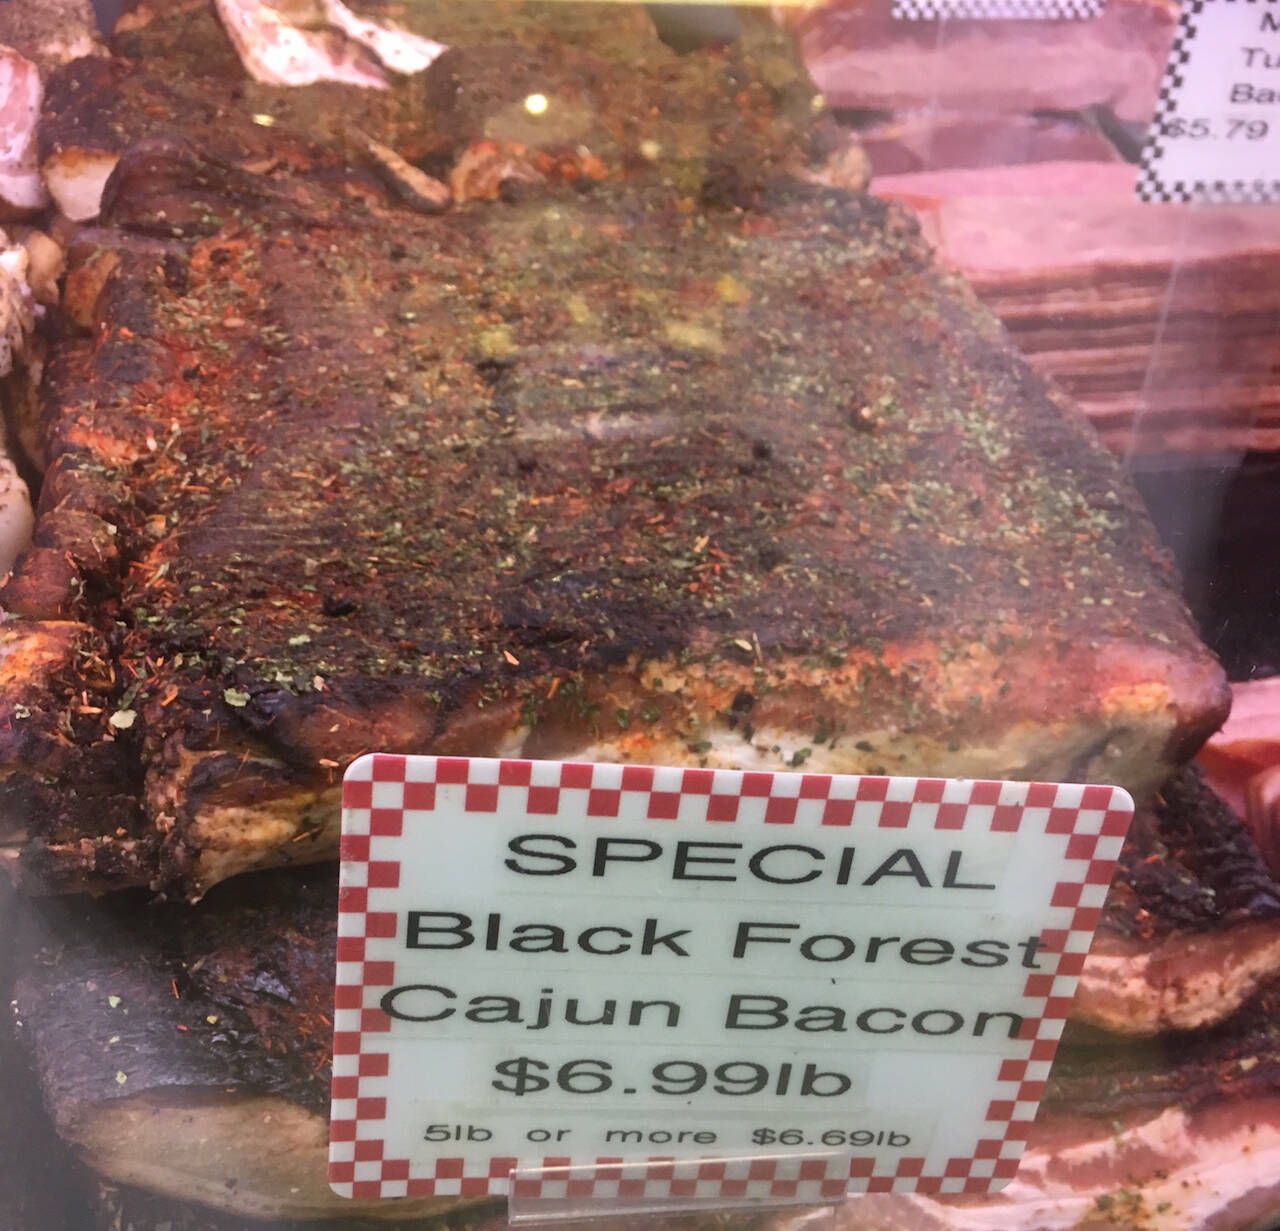 SPECIAL
Black Forest
Cajun Bacon
$6.99lb
5lb or more $6.69lb
$5.79